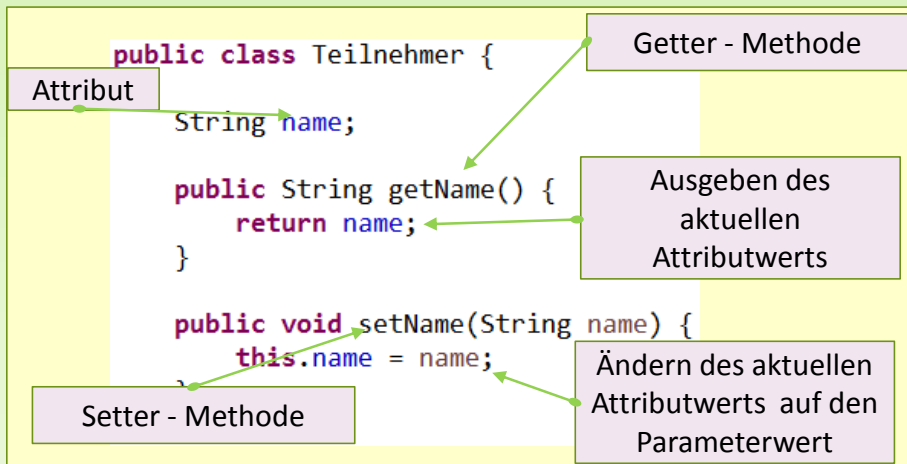 public class Teilnehmer {
Getter - Methode
Attribut
String name;
public String getName() {
return name;
}
Ausgeben des
aktuellen
Attributwerts
public void setName(String name) {
this.name = name;
}
Ändern des aktuellen
Attributwerts auf den
Parameterwert
Setter - Methode